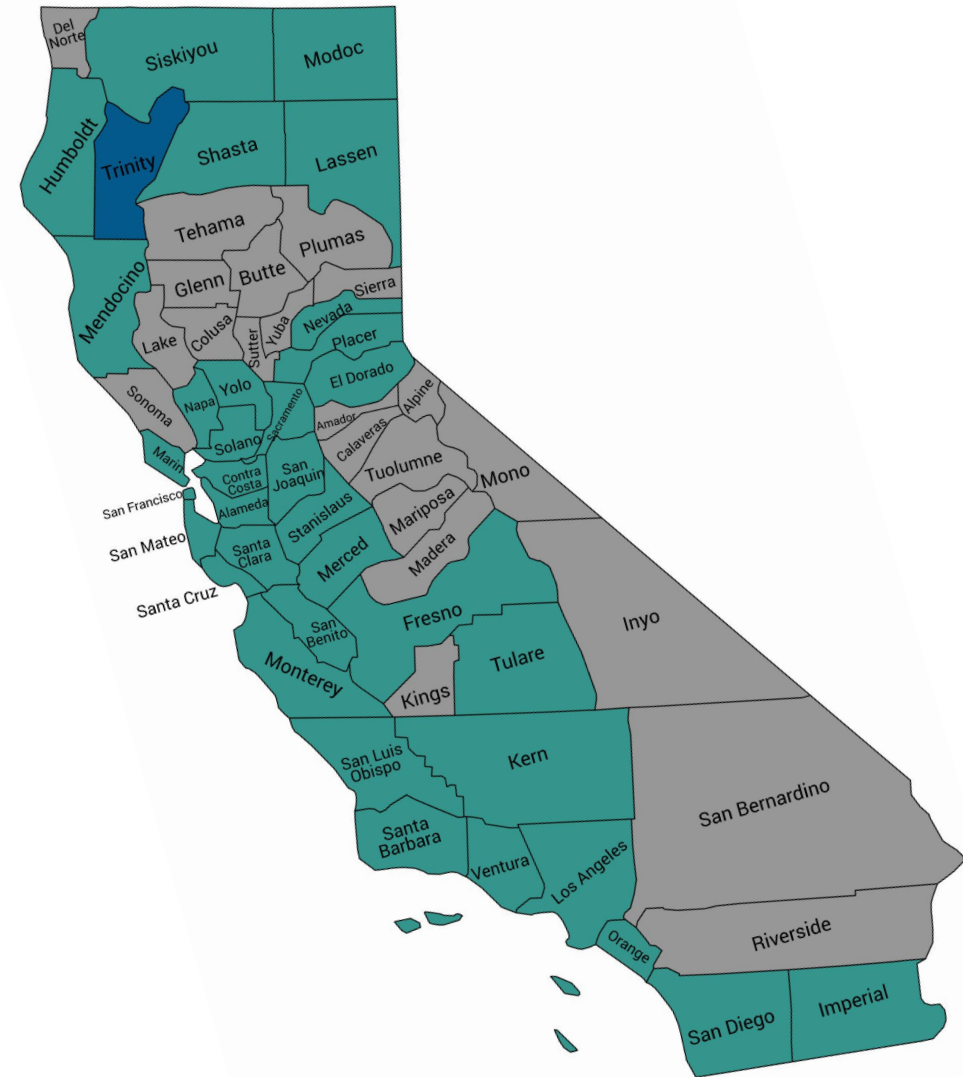 Del
Norte
Siskiyou
Modoc
Humboldt
Trinity
Shasta
Lassen
Tehama
Plumas
Mendocino
Glenn
Butte
Sierra
Lake
Colusa
Sutter
Yuba
Nevada
Placer
El Dorado
Sonoma
Napa
Yolo
Sacramento
Amador
Alpine
Calaveras
Solano
Marin
Contra
Costa
San
Joaquin
Tuolumne
Mono
San Francisco
Alameda
Stanislaus
Mariposa
San Mateo
Santa
Clara
Merced
Madera
Santa Cruz
San
Benito
Fresno
Inyo
Monterey
Kings
Tulare
San Luis
Obispo
Kern
San Bernardino
Santa
Barbara
Ventura
Los Angeles
Orange
Riverside
San Diego
Imperial